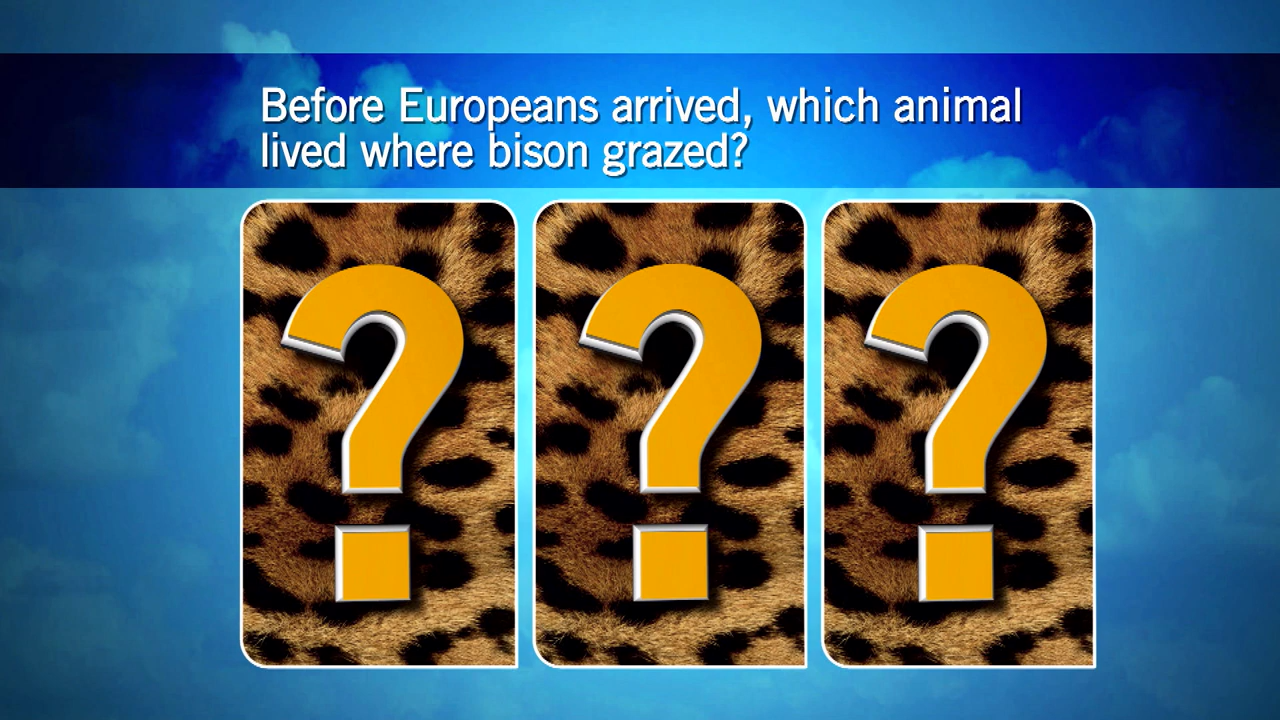 Before Europeans arrived, which animal
lived where bison grazed?
? ? ?